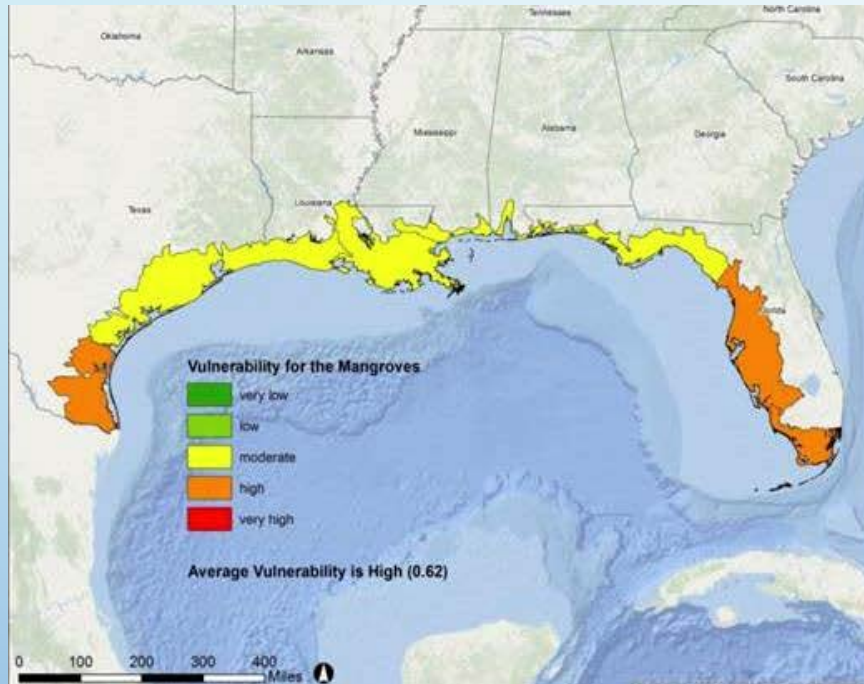 Tennessee
North Carolina
Oklahoma
Arkansas
South Carolina
Mississippi
Alabama
Georgia
Texas
Louisiana
Florida
Vulnerability for the Mangroves
very low
low
moderate
high
very high
Average Vulnerability is High (0.62)
0 100 200 300 400
Miles